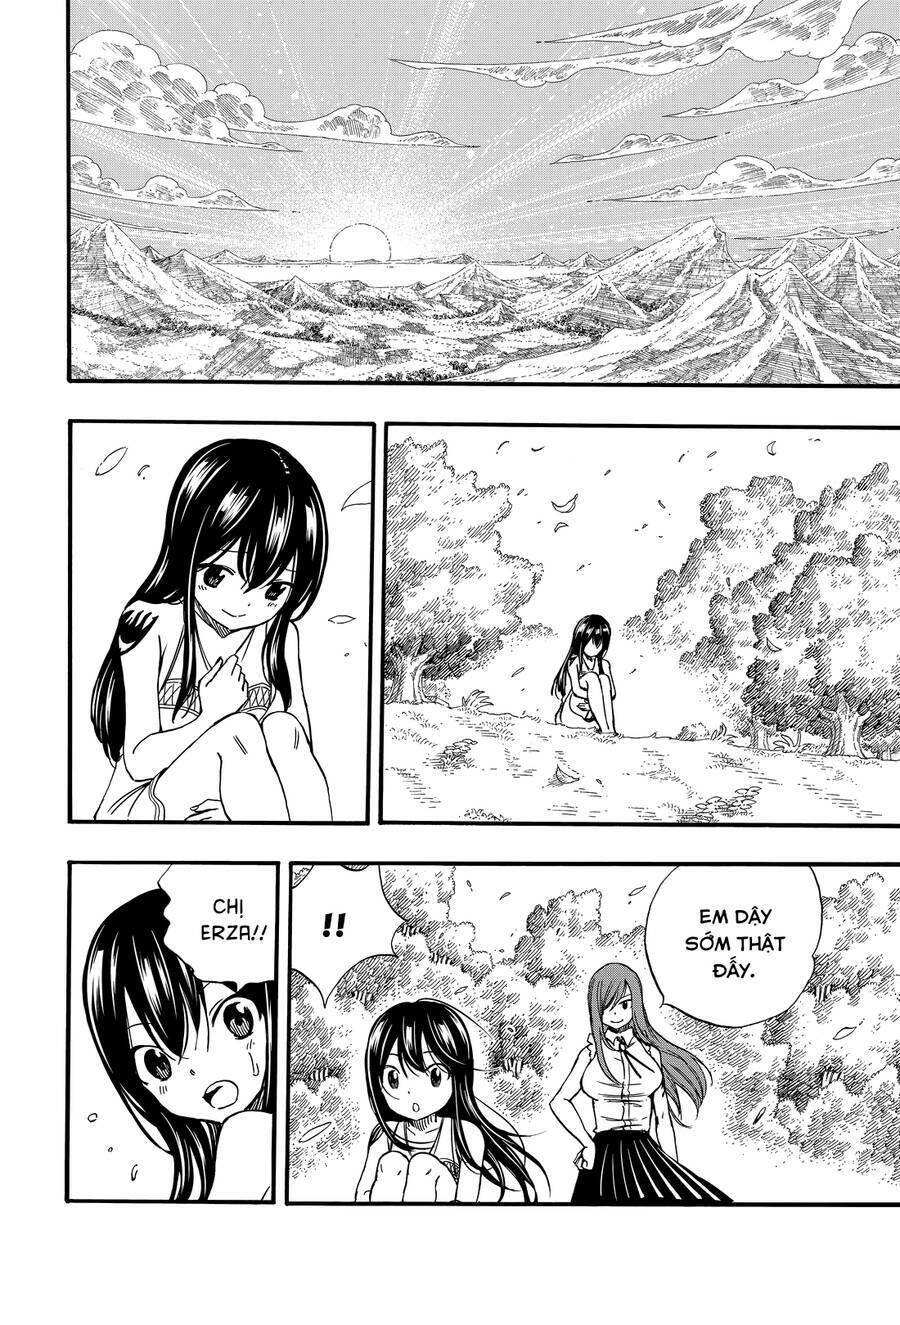 EM DẬY
SỚM THẬT
ĐẤY.
!!
CHỊ
ERZA!!